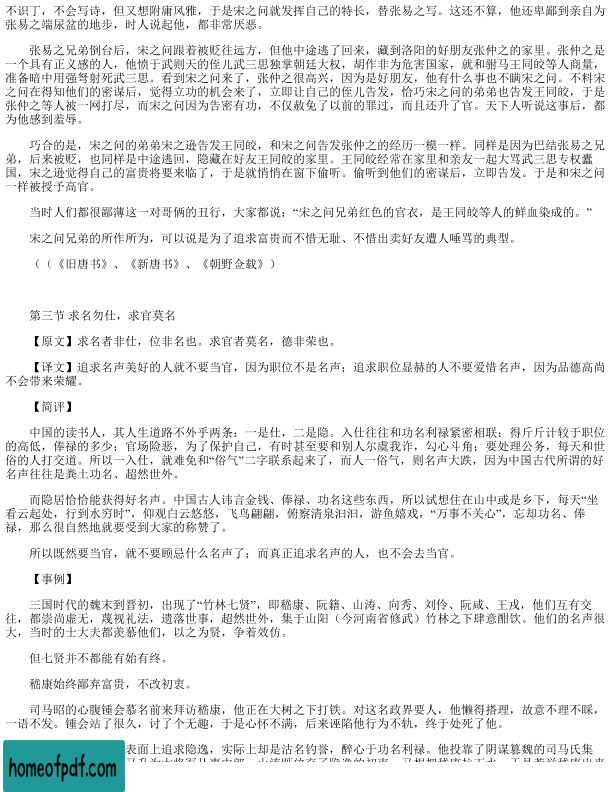 不识丁，不会写诗，但又想附庸风雅，于是宋之问就发挥自己的特长，替张易之写。这还不算，他还卑鄙到亲自为
张易之端尿盆的地步，时人说起他，都非常厌恶。
张易之兄弟倒台后，宋之问跟着被贬往远方，但他中途逃了回来，藏到洛阳的好朋友张仲之的家里。张仲之是
一个具有正义感的人，他愤于武则天的侄儿武三思独掌朝廷大权，胡作非为危害国家，就和驸马王同皎等人商量，
准备暗中用强弩射死武三思。看到宋之问来了，张仲之很高兴，因为是好朋友，他有什么事也不瞒宋之问。不料宋
之问在得知他们的密谋后，觉得立功的机会来了，立即让自己的侄儿告发，恰巧宋之问的弟弟也告发王同皎，于是
张仲之等人被一网打尽，而宋之问因为告密有功，不仅赦免了以前的罪过，而且还升了官。天下人听说这事后，都
为他感到羞辱。
巧合的是，宋之问的弟弟宋之逊告发王同皎，和宋之问告发张仲之的经历一模一样。同样是因为巴结张易之兄
弟，后来被贬，也同样是中途逃回，隐藏在好友王同皎的家里。王同皎经常在家里和亲友一起大骂武三思专权蠹
国，宋之逊觉得自己的富贵将要来临了，于是就悄悄在窗下偷听。偷听到他们的密谋后，立即告发。于是和宋之问
一样被授予高官。
当时人们都很鄙薄这一对哥俩的丑行，大家都说：“宋之问兄弟红色的官衣，是王同皎等人的鲜血染成的。”
宋之问兄弟的所作所为，可以说是为了追求富贵而不惜无耻、不惜出卖好友遭人唾骂的典型。
（（《旧唐书》、《新唐书》、《朝野佥载》）
第三节 求名勿仕，求官莫名
【原文】求名者非仕，位非名也。求官者莫名，德非荣也。
【译文】追求名声美好的人就不要当官，因为职位不是名声；追求职位显赫的人不要爱惜名声，因为品德高尚
不会带来荣耀。
【简评】
中国的读书人，其人生道路不外乎两条：一是仕，二是隐。入仕往往和功名利禄紧密相联：得斤斤计较于职位
的高低，俸禄的多少；官场险恶，为了保护自己，有时甚至要和别人尔虞我诈，勾心斗角；要处理公务，每天和世
俗的人打交道。所以一入仕，就难免和“俗气”二字联系起来了，而人一俗气，则名声大跌，因为中国古代所谓的好
名声往往是粪土功名、超然世外。
而隐居恰恰能获得好名声。中国古人讳言金钱、俸禄、功名这些东西，所以试想住在山中或是乡下，每天“坐
看云起处，行到水穷时”，仰观白云悠悠，飞鸟翩翩，俯察清泉汩汩，游鱼嬉戏，“万事不关心”，忘却功名、俸
禄，那么很自然地就要受到大家的称赞了。
所以既然要当官，就不要顾忌什么名声了；而真正追求名声的人，也不会去当官。
【事例】
三国时代的魏末到晋初，出现了“竹林七贤”，即嵇康、阮籍、山涛、向秀、刘伶、阮咸、王戎，他们互有交
往，都崇尚虚无，蔑视礼法，遗落世事，超然世外，集于山阳（今河南省修武）竹林之下肆意酣饮。他们的名声很
大，当时的士大夫都羡慕他们，以之为贤，争着效仿。
但七贤并不都能有始有终。
嵇康始终鄙弃富贵，不改初衷。
司马昭的心腹锺会慕名前来拜访嵇康，他正在大树之下打铁。对这名政界要人，他懒得搭理，故意不理不睬，
一语不发。锺会站了很久，讨了个无趣，于是心怀不满，后来诬陷他行为不轨，终于处死了他。
表面上追求隐逸，实际上却是沽名钓誉，醉心于功名利禄。他投靠了阴谋篡魏的司马氏集
homeofpdf.com